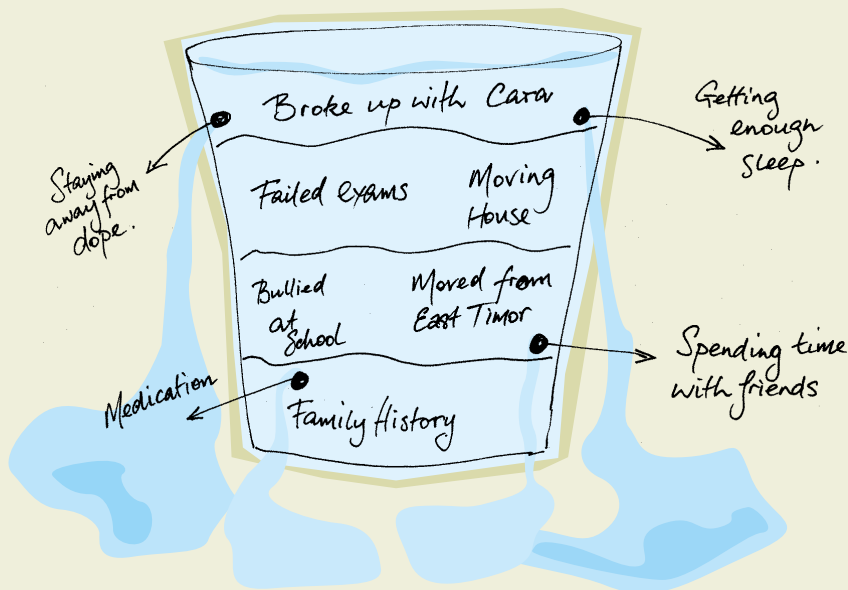 Broke up with Cara
Getting
enough
sleep.
Staying
away from
dope.
Failed exams
Moving
House
Bullied
at
School
Moved from
East Timor
Spending time
with friends
Medication
Family History